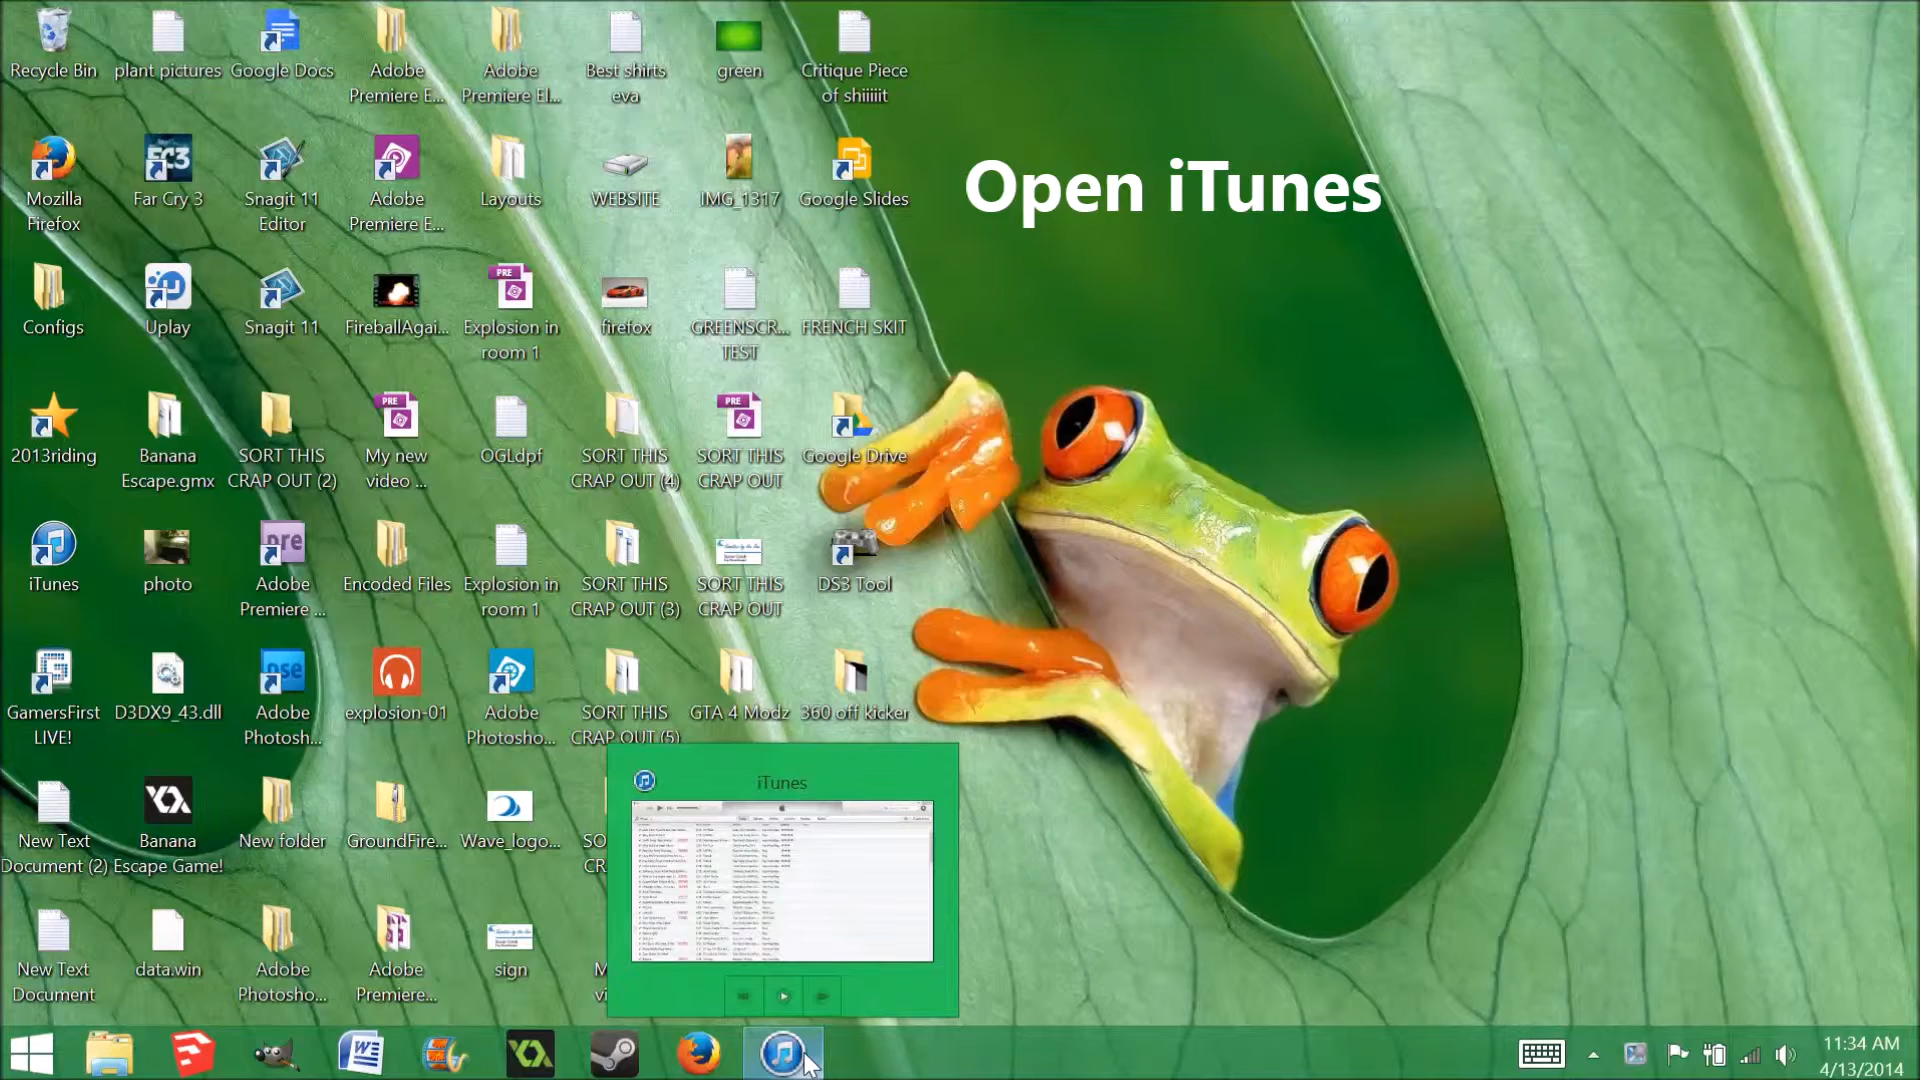 Recycle Bin
plant pictures
Google Docs
Adobe
Premiere E...
Adobe
Premiere El...
Best shirts
eva
green
Critique Piece
of shiiiiit
Open iTunes
Mozilla
Firefox
Far Cry 3
Snagit 11
Editor
Adobe
Premiere E...
Layouts
WEBSITE
IMG_1317
Google Slides
Configs
Uplay
Snagit 11
FireballAgai...
Explosion in
room 1
firefox
GREENSCR...
TEST
FRENCH SKIT
2013riding
Banana
Escape.gmx
SORT THIS
CRAP OUT (2)
My new
video ...
OGLdpf
SORT THIS
CRAP OUT (4)
SORT THIS
CRAP OUT
Google Drive
iTunes
photo
Adobe
Premiere ...
Encoded Files
Explosion in
room 1
SORT THIS
CRAP OUT (3)
SORT THIS
CRAP OUT
DS3 Tool
GamersFirst
LIVE!
D3DX9_43.dll
Adobe
Photosh...
explosion-01
Adobe
Photosho...
SORT THIS
CRAP OUT (5)
GTA 4 Modz
360 off kicker
iTunes
New Text
Document (2)
Banana
Escape Game!
New folder
GroundFire...
Wave_logo...
SO
CR
New Text
Document
data.win
Adobe
Photosho...
Adobe
Premiere...
sign
M
vi
11:34 AM
4/13/2014